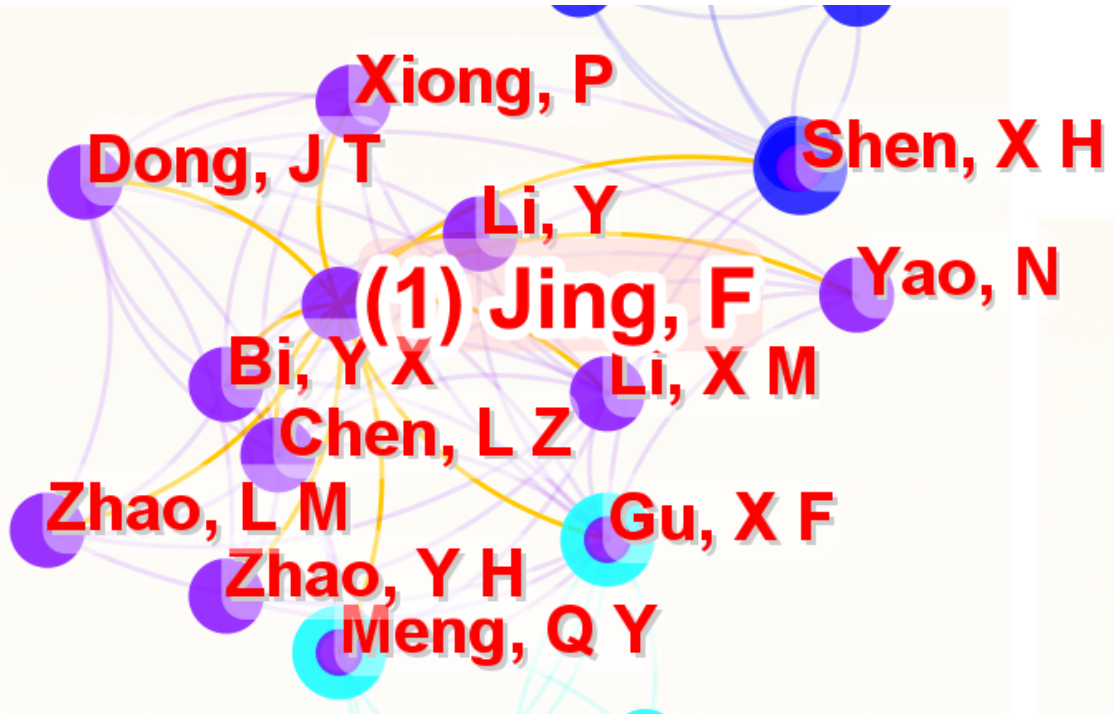 Xiong, P
Shen, X H
Dong, J T
Li, Y
Yao, N
(1) Jing, F
Bi, Y X
Li, X M
Chen, L Z
Zhao, L M
Gu, X F
Zhao, Y H
Meng, Q Y